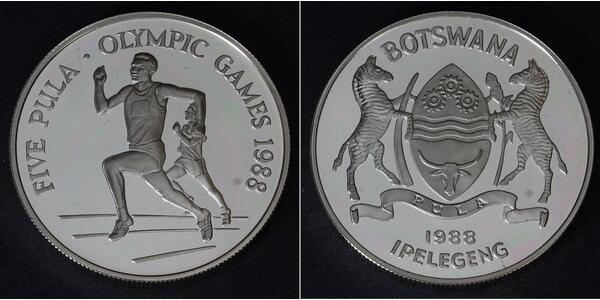 FIVE PULA · OLYMPIC GAMES 1988
BOTSWANA
PULA
1988
IPELEGENG